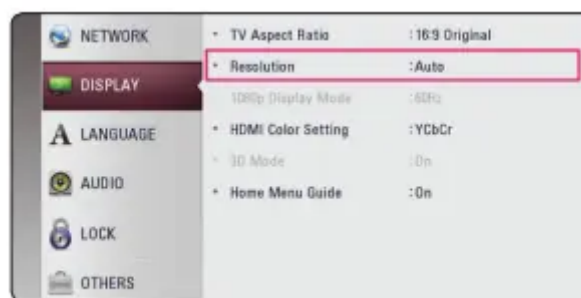 NETWORK
DISPLAY
LANGUAGE
AUDIO
LOCK
OTHERS
• TV Aspect Ratio :16:9 Original
• Resolution :Auto
1080p Display Mode :60Hz
• HDMI Color Setting :YCbCr
• 3D Mode :On
• Home Menu Guide :On